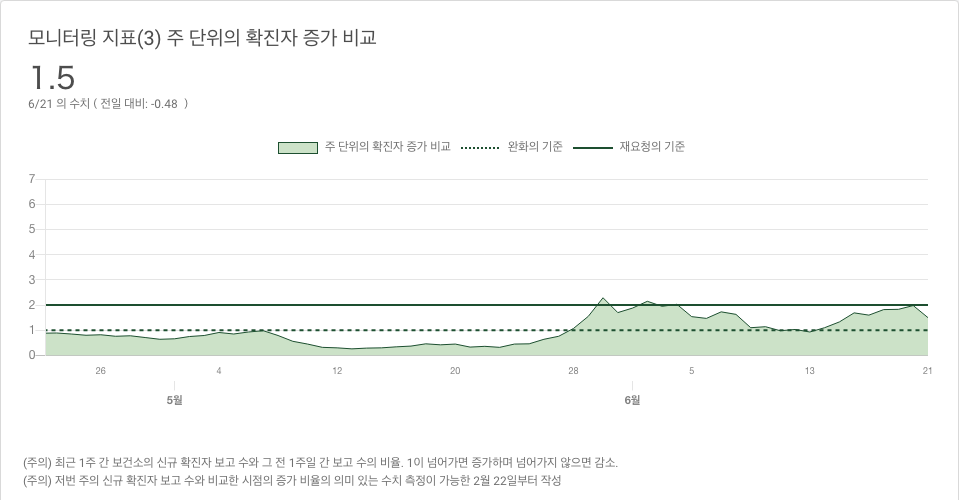 모니터링 지표(3) 주 단위의 확진자 증가 비교
1.5
6/21 의 수치 ( 전일 대비: -0.48 )
주 단위의 확진자 증가 비교 완화의 기준 재요청의 기준
7
6
5
4
3
2
1
0
26 4 12 20 28 5 13 21
5월 6월
(주의) 최근 1주 간 보건소의 신규 확진자 보고 수와 그 전 1주일 간 보고 수의 비율. 1이 넘어가면 증가하며 넘어가지 않으면 감소.
(주의) 저번 주의 신규 확진자 보고 수와 비교한 시점의 증가 비율의 의미 있는 수치 측정이 가능한 2월 22일부터 작성